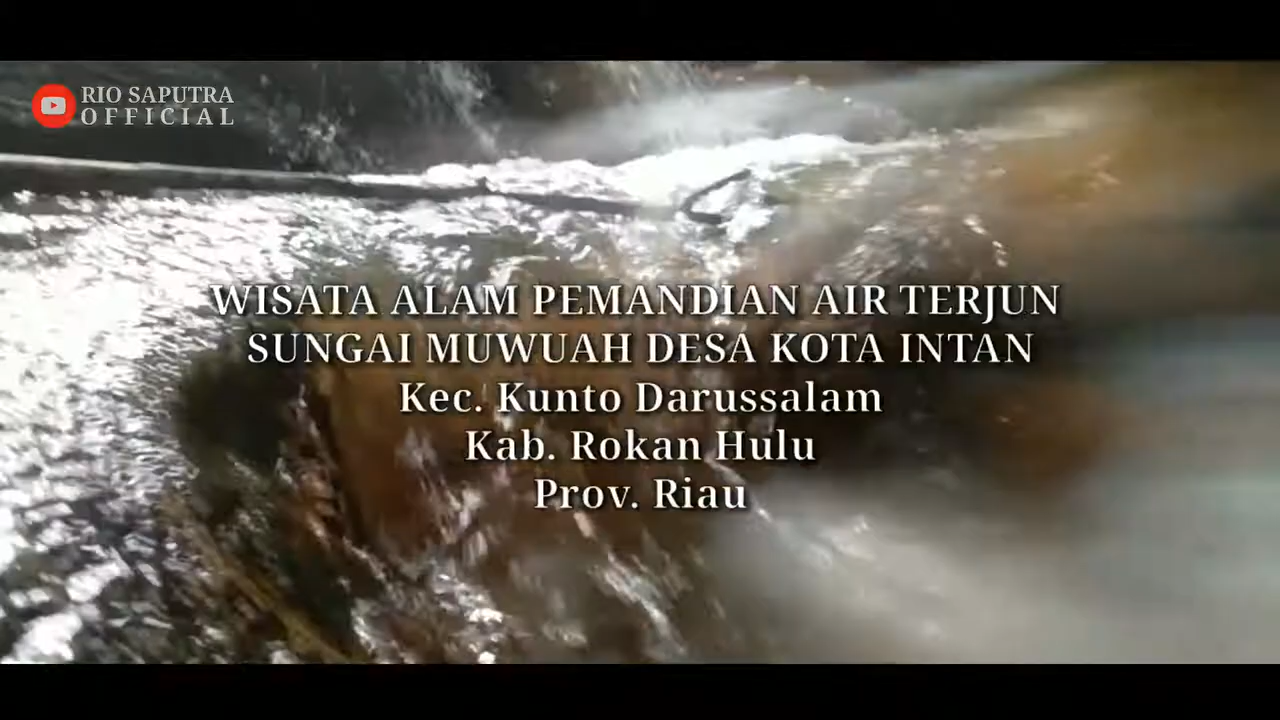 RIO SAPUTRA
OFFICIAL
WISATA ALAM PEMANDIAN AIR TERJUN
SUNGAI MUWUAH DESA KOTA INTAN
Kec. Kunto Darussalam
Kab. Rokan Hulu
Prov. Riau